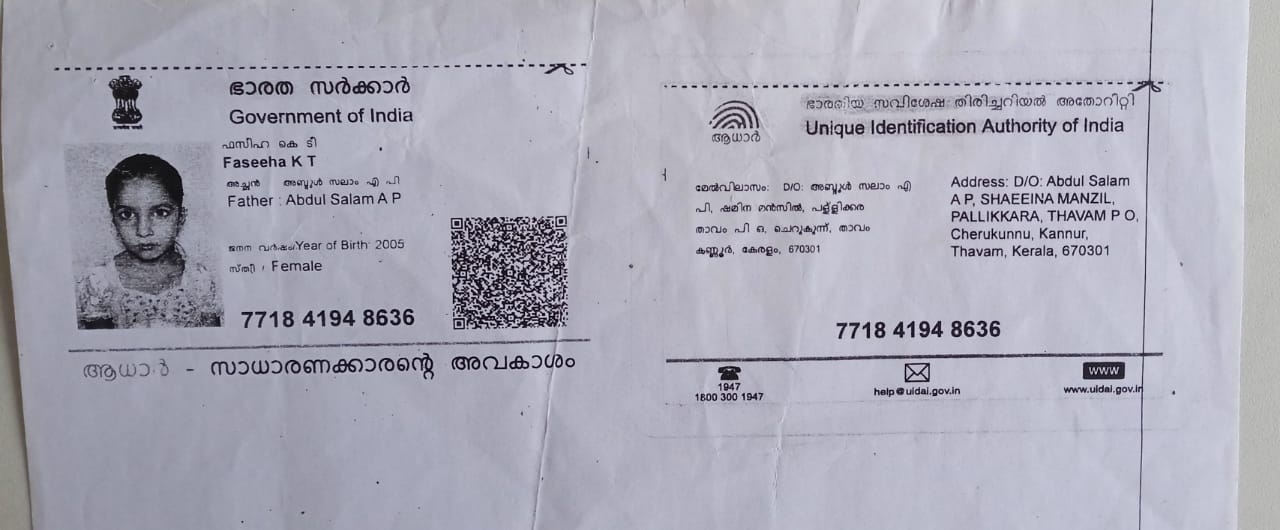 ഭാരത സർക്കാർ
Government of India
ഫസീഹ കെ ടി
Faseeha K T
അച്ഛൻ അബ്ദുൾ സലാം എ പി
Father : Abdul Salam A P
ജനന വർഷം/Year of Birth: 2005
സ്ത്രീ / Female
7718 4194 8636
ആധാർ - സാധാരണക്കാരന്റെ അവകാശം
ഭാരതീയ സവിശേഷ തിരിച്ചറിയൽ അതോറിറ്റി
ആധാർ
Unique Identification Authority of India
മേൽവിലാസം: D/O: അബ്ദുൾ സലാം എ
പി, ഷമിന മൻസിൽ, പള്ളിക്കര
താവം പി ഒ, ചെറുകുന്ന്, താവം
കണ്ണൂർ, കേരളം, 670301
Address: D/O: Abdul Salam
A P, SHAEEINA MANZIL,
PALLIKKARA, THAVAM P O,
Cherukunnu, Kannur,
Thavam, Kerala, 670301
7718 4194 8636
1947
1800 300 1947
help@uidai.gov.in
WWW
www.uidai.gov.in